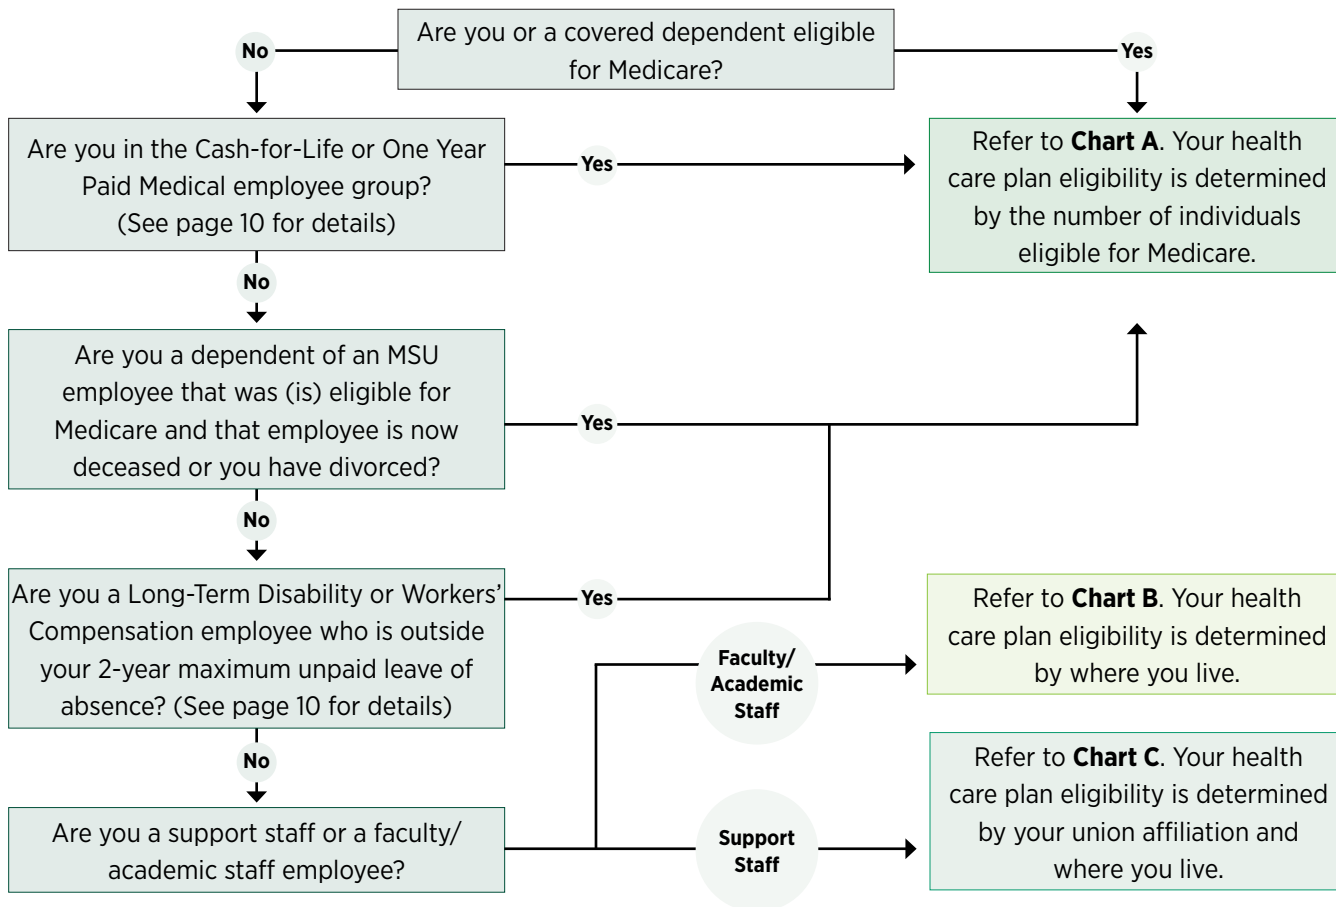 Are you or a covered dependent eligible
for Medicare?
No
Yes
Are you in the Cash-for-Life or One Year
Paid Medical employee group?
(See page 10 for details)
Yes
Refer to Chart A. Your health
care plan eligibility is determined
by the number of individuals
eligible for Medicare.
No
Are you a dependent of an MSU
employee that was (is) eligible for
Medicare and that employee is now
deceased or you have divorced?
Yes
No
Are you a Long-Term Disability or Workers’
Compensation employee who is outside
your 2-year maximum unpaid leave of
absence? (See page 10 for details)
Yes
Faculty/
Academic
Staff
Refer to Chart B. Your health
care plan eligibility is determined
by where you live.
No
Are you a support staff or a faculty/
academic staff employee?
Support
Staff
Refer to Chart C. Your health
care plan eligibility is determined
by your union affiliation and
where you live.